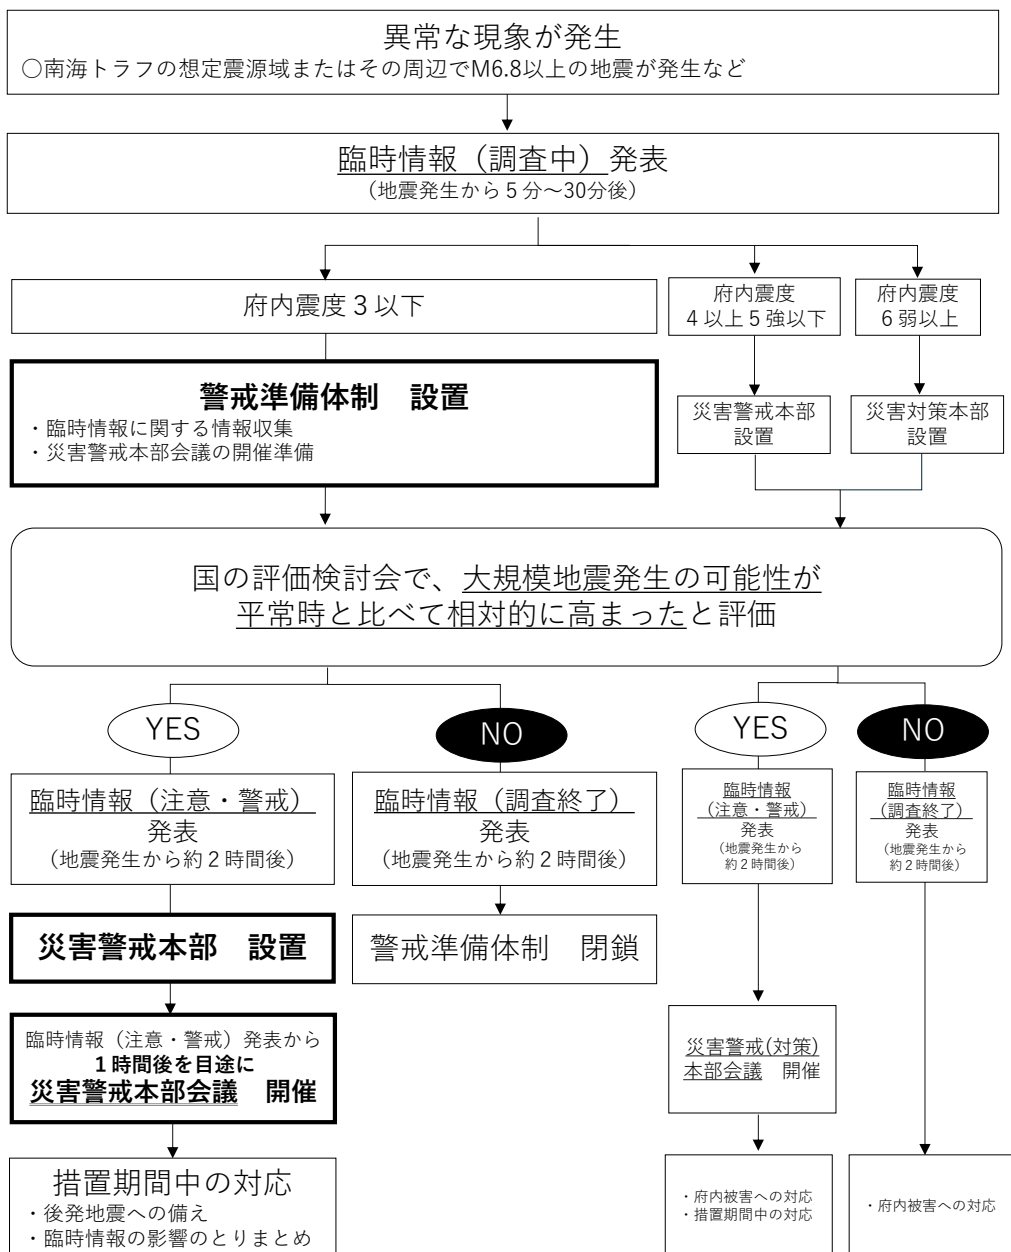 異常な現象が発生
○南海トラフの想定震源域またはその周辺でM6.8以上の地震が発生など
臨時情報（調査中）発表
（地震発生から５分～30分後）
府内震度３以下
府内震度
４以上５強以下
府内震度
６弱以上
警戒準備体制　設置
・臨時情報に関する情報収集
・災害警戒本部会議の開催準備
災害警戒本部
設置
災害対策本部
設置
国の評価検討会で、大規模地震発生の可能性が
平常時と比べて相対的に高まったと評価
YES
NO
YES
NO
臨時情報（注意・警戒）
発表
（地震発生から約２時間後）
臨時情報（調査終了）
発表
（地震発生から約２時間後）
臨時情報
（注意・警戒）
発表
（地震発生から
約２時間後）
臨時情報
（調査終了）
発表
（地震発生から
約２時間後）
災害警戒本部　設置
警戒準備体制　閉鎖
臨時情報（注意・警戒）発表から
１時間後を目途に
災害警戒本部会議　開催
災害警戒(対策)
本部会議　開催
措置期間中の対応
・後発地震への備え
・臨時情報の影響のとりまとめ
・府内被害への対応
・措置期間中の対応
・府内被害への対応